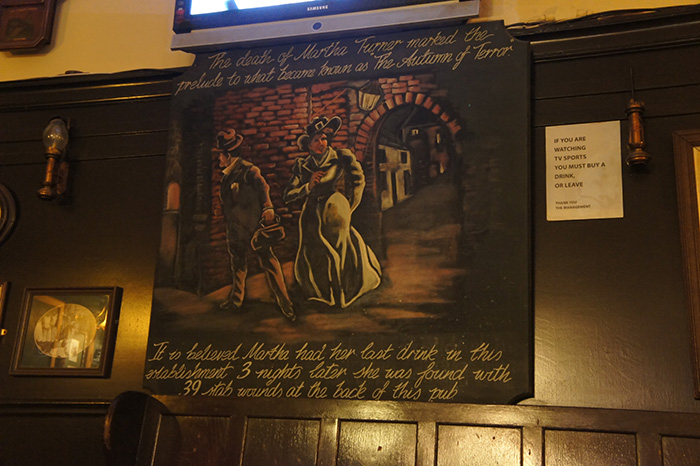 SAMSUNG
The death of Martha Turner marked the
prelude to what became known as "The Autumn of Terror"
IF YOU ARE
WATCHING
TV SPORTS
YOU MUST BUY A
DRINK,
OR LEAVE
THANK YOU
THE MANAGEMENT
It is believed Martha had her last drink in this
establishment. 3 nights later she was found with
39 stab wounds at the back of this pub